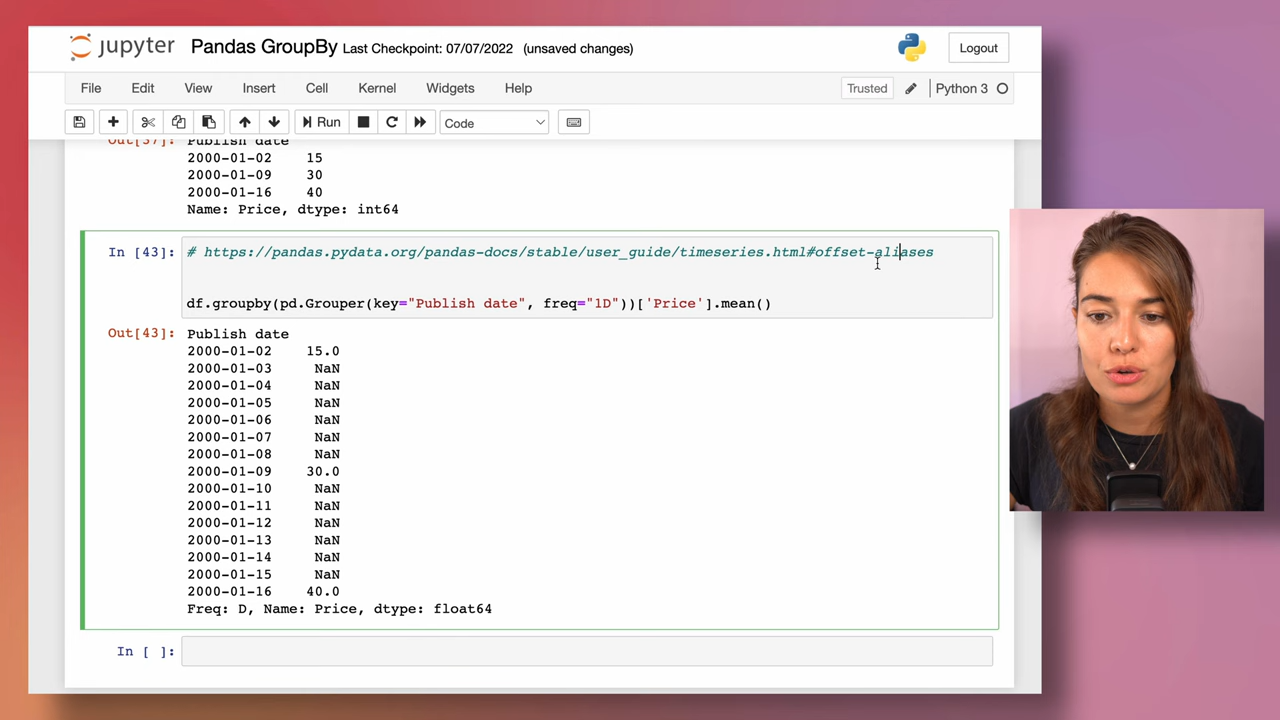 jupyter Pandas GroupBy Last Checkpoint: 07/07/2022 (unsaved changes) Logout
File Edit View Insert Cell Kernel Widgets Help Trusted Python 3
Run Code
Out[37]: Publish date
2000-01-02 15
2000-01-09 30
2000-01-16 40
Name: Price, dtype: int64
In [43]: # https://pandas.pydata.org/pandas-docs/stable/user_guide/timeseries.html#offset-aliases
df.groupby(pd.Grouper(key="Publish date", freq="1D"))['Price'].mean()
Out[43]: Publish date
2000-01-02 15.0
2000-01-03 NaN
2000-01-04 NaN
2000-01-05 NaN
2000-01-06 NaN
2000-01-07 NaN
2000-01-08 NaN
2000-01-09 30.0
2000-01-10 NaN
2000-01-11 NaN
2000-01-12 NaN
2000-01-13 NaN
2000-01-14 NaN
2000-01-15 NaN
2000-01-16 40.0
Freq: D, Name: Price, dtype: float64
In [ ]: